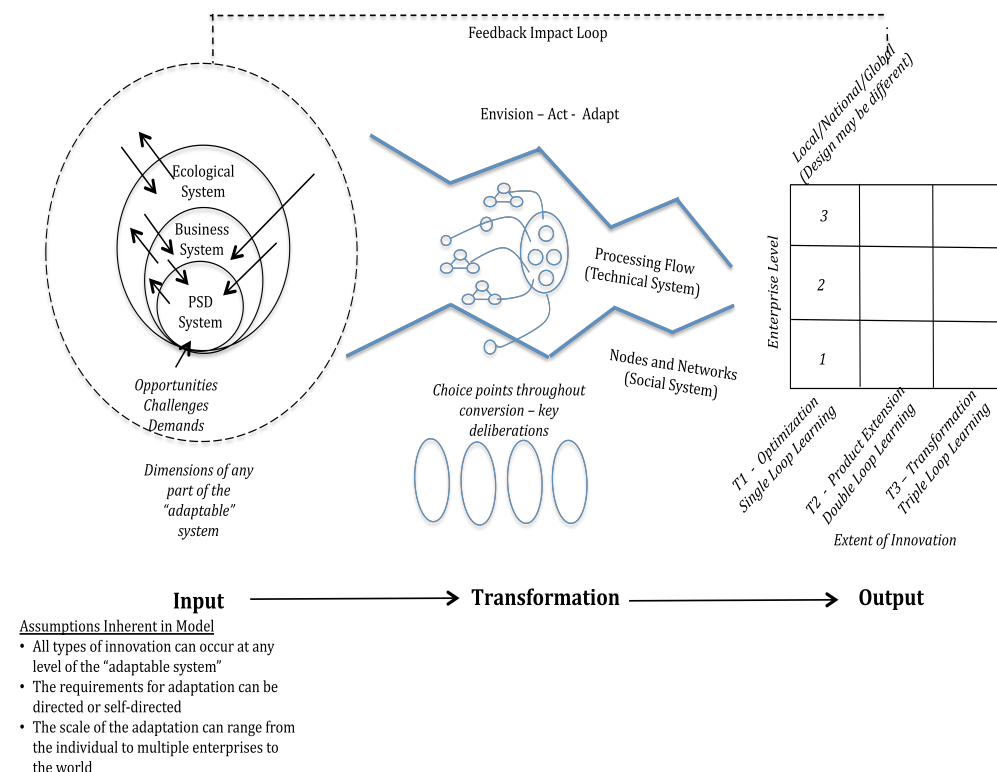 Feedback Impact Loop
Envision – Act -  Adapt
Local/National/Global
(Design may be different)
Ecological
System
Business
System
PSD
System
Opportunities
Challenges
Demands
Dimensions of any
part of the
“adaptable”
system
Processing Flow
(Technical System)
Nodes and Networks
(Social System)
Choice points throughout
conversion – key
deliberations
Enterprise Level
3
2
1
T1 -  Optimization
Single Loop Learning
T2 -  Product Extension
Double Loop Learning
T3 – Transformation
Triple Loop Learning
Extent of Innovation
Input
Transformation
Output
Assumptions Inherent in Model
• All types of innovation can occur at any
level of the “adaptable system”
• The requirements for adaptation can be
directed or self-directed
• The scale of the adaptation can range from
the individual to multiple enterprises to
the world